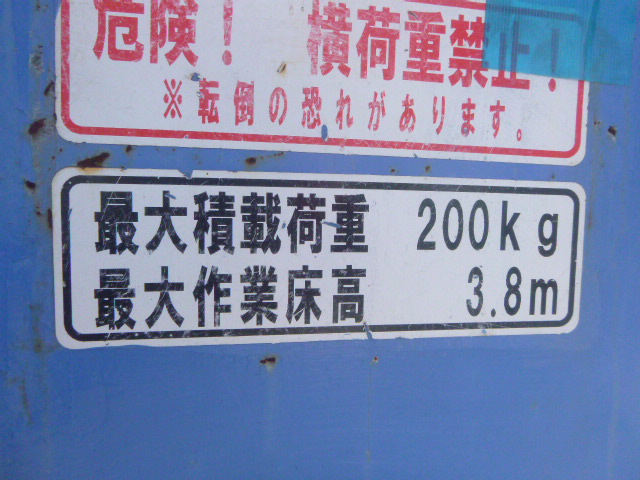 危険！ 横荷重禁止！
※転倒の恐れがあります。
最大積載荷重 200kg
最大作業床高 3.8m